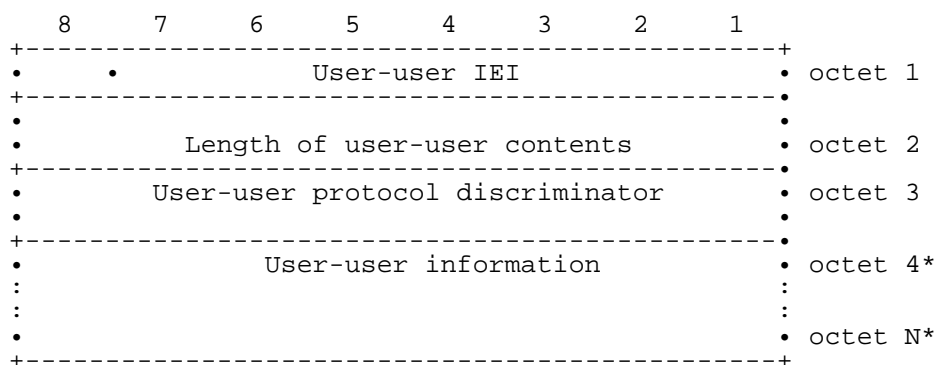 8 7 6 5 4 3 2 1
User-user IEI octet 1
Length of user-user contents octet 2
User-user protocol discriminator octet 3
User-user information octet 4*
: :
: :
octet N*